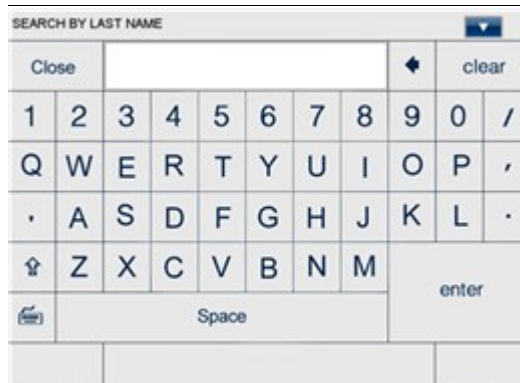 SEARCH BY LAST NAME
Close clear
1 2 3 4 5 6 7 8 9 0 /
Q W E R T Y U I O P ,
. A S D F G H J K L .
Z X C V B N M
enter
Space